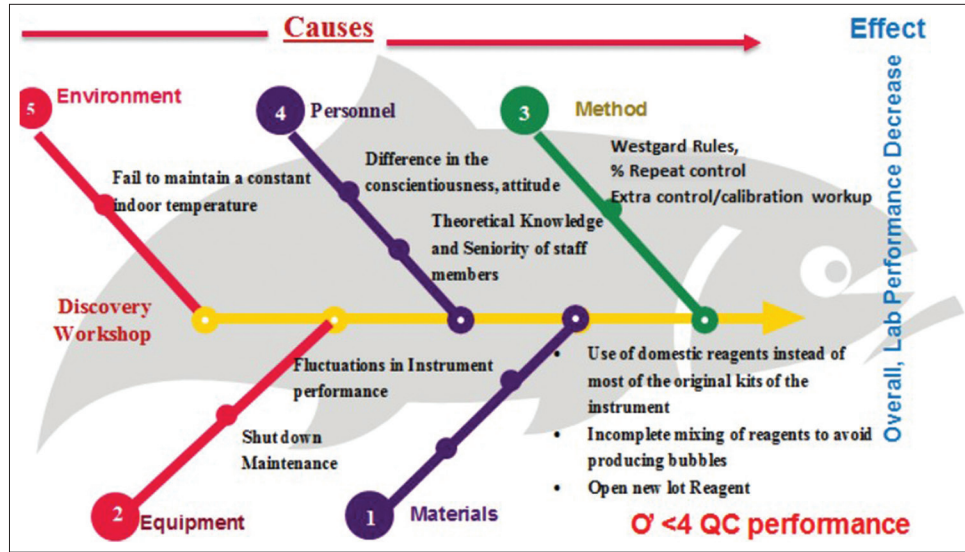 Causes
Effect
5
Environment
4
Personnel
3
Method
Fail to maintain a constant
indoor temperature
Difference in the
conscientiousness, attitude
Theoretical Knowledge
and Seniority of staff
members
Westgard Rules,
% Repeat control
Extra control/calibration workup
Overall, Lab Performance Decrease
Discovery
Workshop
Fluctuations in Instrument
performance
Shut down
Maintenance
• Use of domestic reagents instead of
most of the original kits of the
instrument
• Incomplete mixing of reagents to avoid
producing bubbles
• Open new lot Reagent
2
Equipment
1
Materials
Ơ <4 QC performance